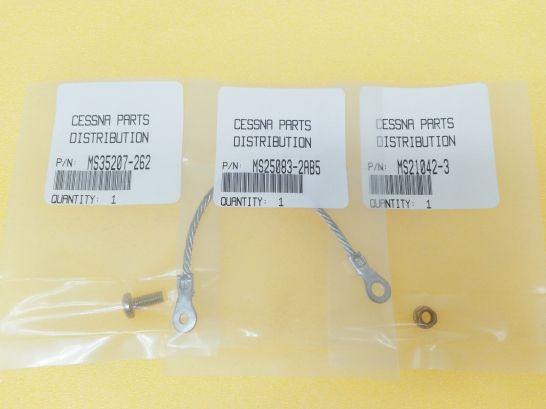 CESSNA PARTS
DISTRIBUTION
P/N: MS35207-262
QUANTITY: 1
CESSNA PARTS
DISTRIBUTION
P/N: MS25083-2AB5
QUANTITY: 1
CESSNA PARTS
DISTRIBUTION
P/N: MS21042-3
QUANTITY: 1